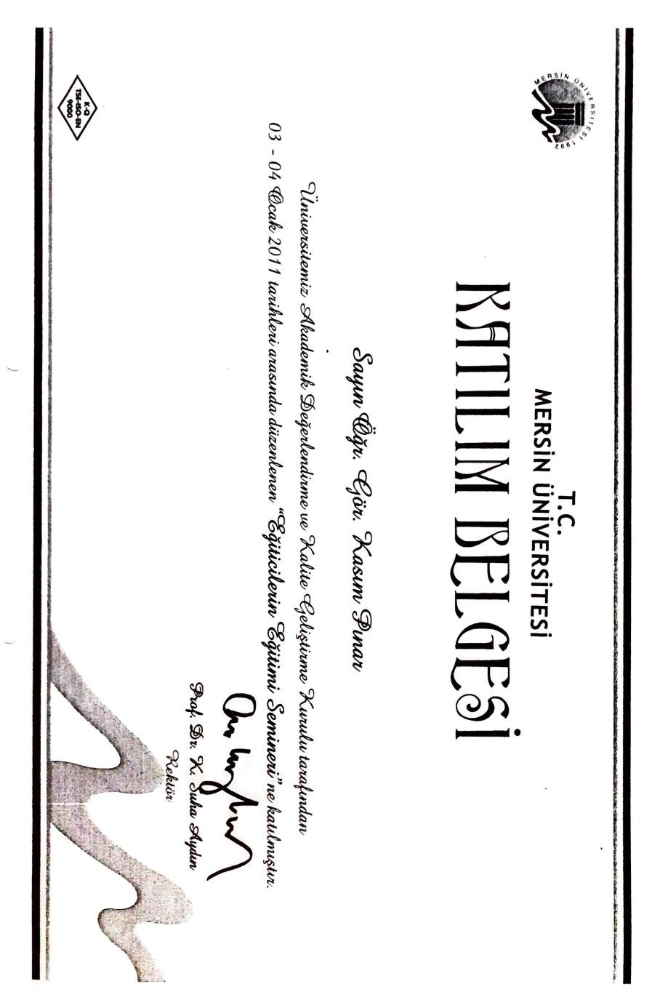 MERSİN ÜNİVERSİTESİ 1992
T.C.
MERSİN ÜNİVERSİTESİ
KATILIM BELGESİ
Sayın Öğr. Gör. Kasım Pınar
Üniversitemiz Akademik Değerlendirme ve Kalite Geliştirme Kurulu tarafından
03 - 04 Ocak 2011 tarihleri arasında düzenlenen "Eğiticilerin Eğitimi Semineri"ne katılmıştır.
Prof. Dr. K. Suha Aydın
Rektör
K-Q
TSE-ISO-EN
9000